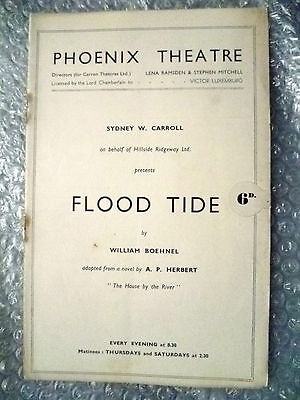 PHOENIX THEATRE
Directors (for Carron Theatres Ltd.) LENA RAMSDEN & STEPHEN MITCHELL
Licensed by the Lord Chamberlain to - - - - - VICTOR LUXEMBURG
SYDNEY W. CARROLL
on behalf of Hillside Ridgeway Ltd.
presents
FLOOD TIDE
6D.
by
WILLIAM BOEHNEL
adapted from a novel by A. P. HERBERT
" The House by the River "
EVERY EVENING at 8.30
Matinees : THURSDAYS and SATURDAYS at 2.30